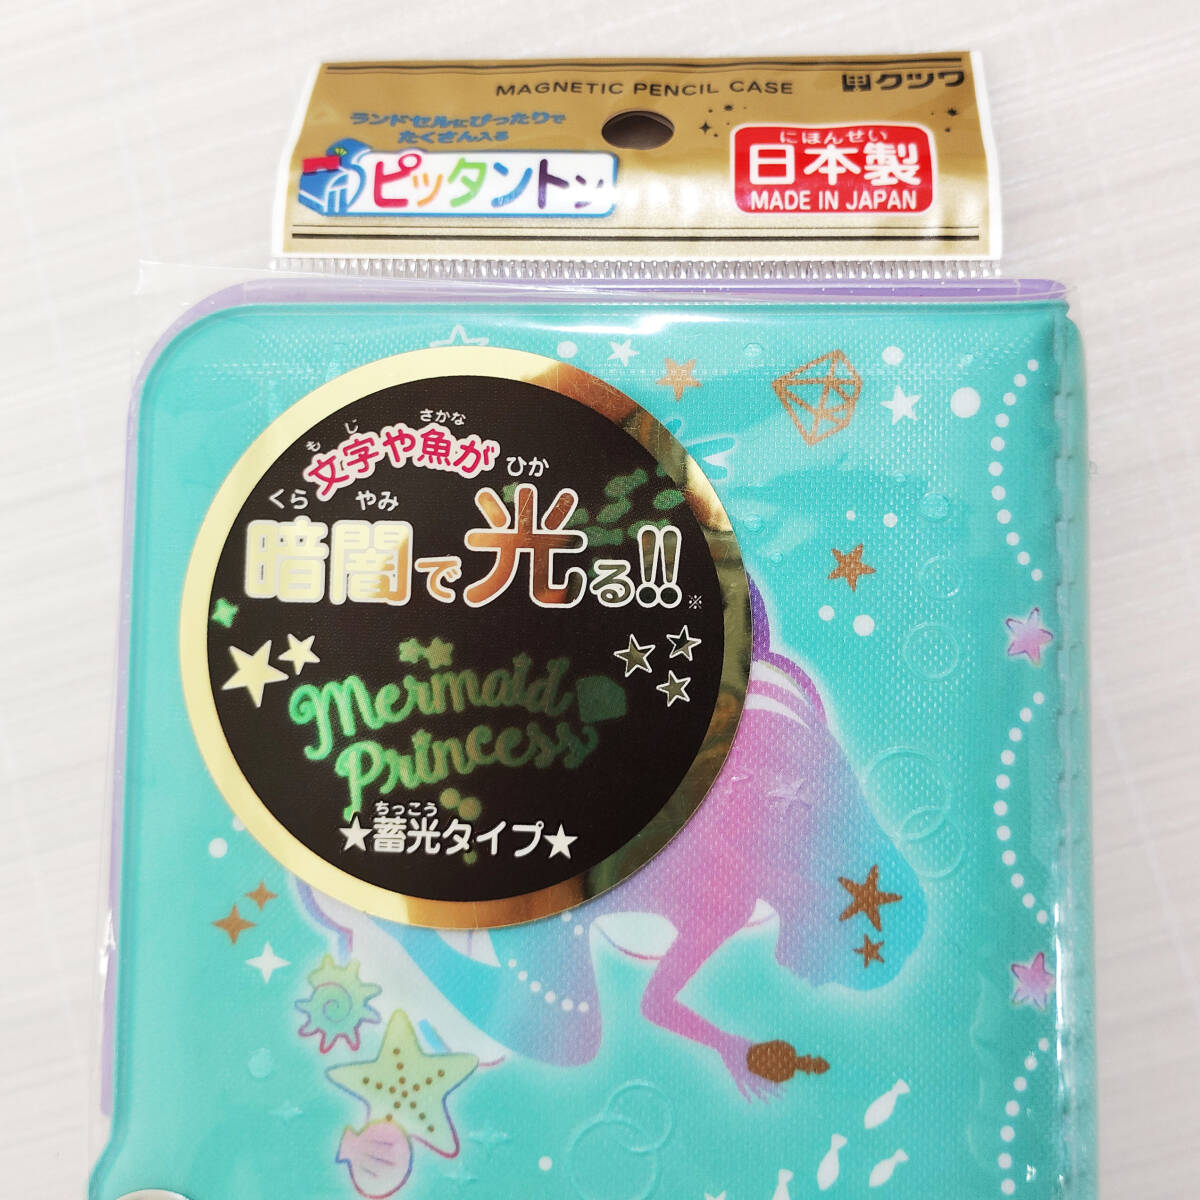 MAGNETIC PENCIL CASE
クツワ
ランドセルにぴったりで
たくさん入る
ピッタントン
にほんせい
日本製
MADE IN JAPAN
もじ さかな
文字や魚が
くらやみ ひか
暗闇で光る!!※
Mermaid
Princess
ちっこう
★蓄光タイプ★